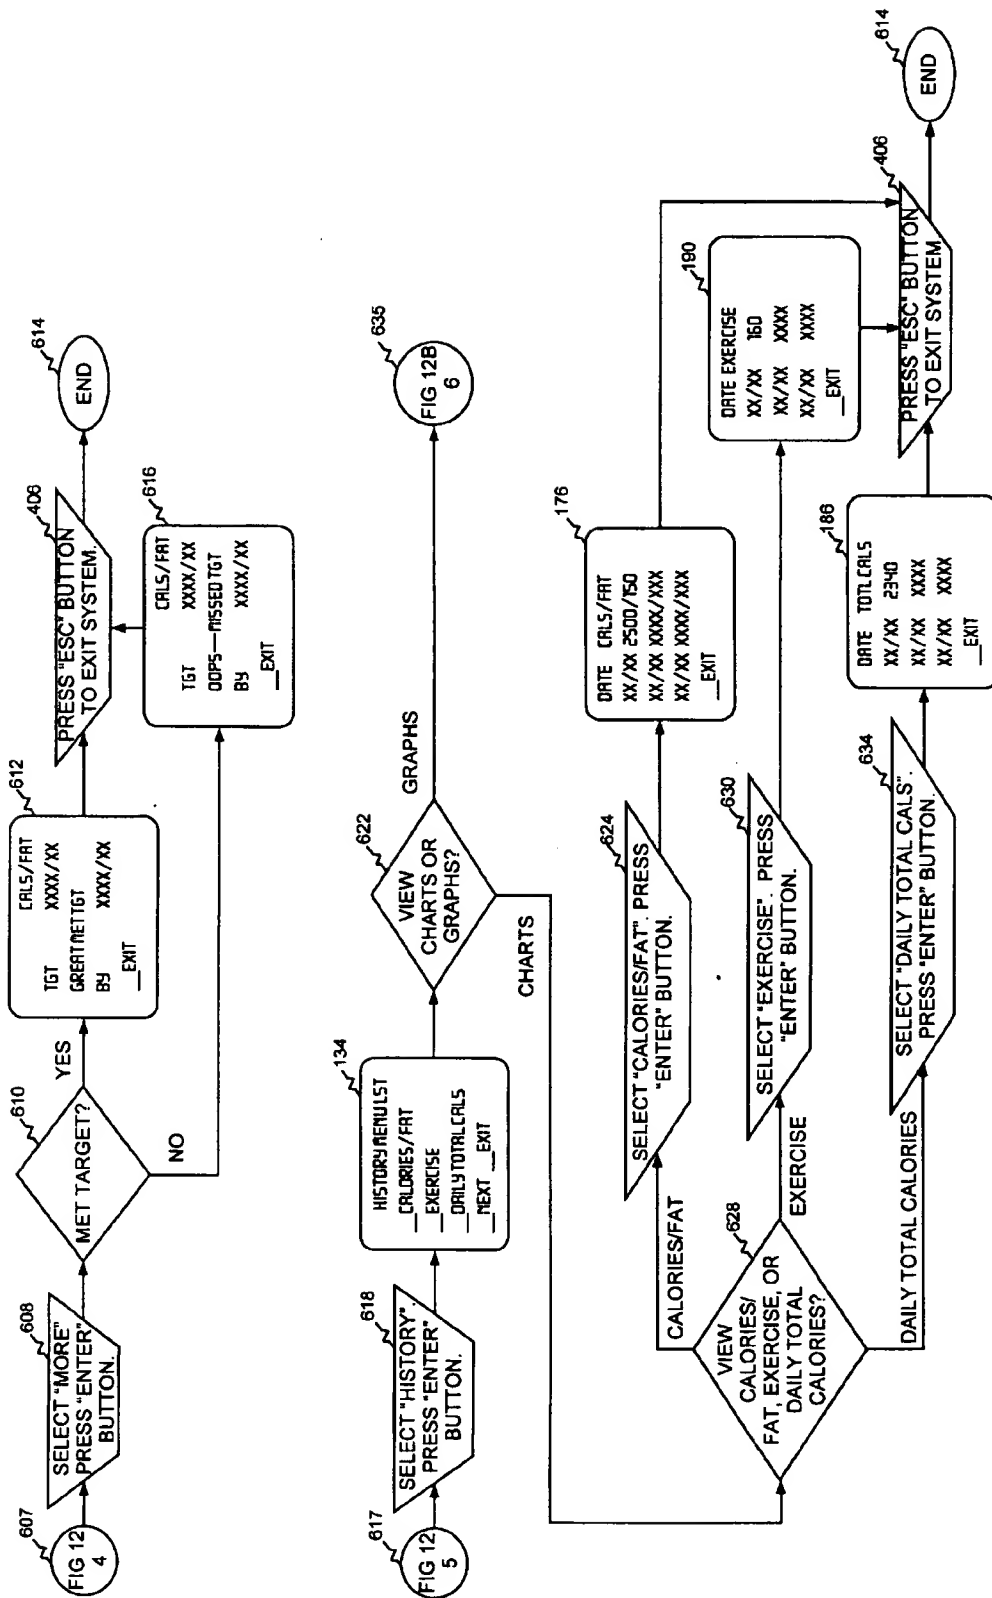 607
FIG 12
4
608
SELECT "MORE"
PRESS "ENTER"
BUTTON.
610
MET TARGET?
YES
NO
612
CALS/FAT
TGT XXXX/XX
GREAT MET TGT
BY XXXX/XX
__EXIT
406
PRESS "ESC" BUTTON
TO EXIT SYSTEM.
614
END
616
CALS/FAT
TGT XXXX/XX
OOPS—MISSED TGT
BY XXXX/XX
__EXIT
617
FIG 12
5
618
SELECT "HISTORY".
PRESS "ENTER"
BUTTON.
134
HISTORY MENU LST
__CALORIES/FAT
__EXERCISE
__DAILY TOTAL CALS
__NEXT __EXIT
622
VIEW
CHARTS OR
GRAPHS?
GRAPHS
CHARTS
635
FIG 12B
6
628
VIEW
CALORIES/
FAT, EXERCISE, OR
DAILY TOTAL
CALORIES?
CALORIES/FAT
EXERCISE
DAILY TOTAL CALORIES
624
SELECT "CALORIES/FAT". PRESS
"ENTER" BUTTON.
630
SELECT "EXERCISE". PRESS
"ENTER" BUTTON.
634
SELECT "DAILY TOTAL CALS".
PRESS "ENTER" BUTTON.
176
DATE CALS/FAT
XX/XX 2500/150
XX/XX XXXX/XXX
XX/XX XXXX/XXX
__EXIT
190
DATE EXERCISE
XX/XX 160
XX/XX XXXX
XX/XX XXXX
__EXIT
186
DATE TOTL CALS
XX/XX 2340
XX/XX XXXX
XX/XX XXXX
__EXIT
406
PRESS "ESC" BUTTON
TO EXIT SYSTEM.
614
END